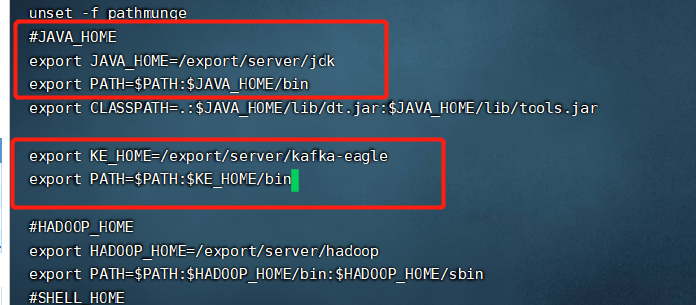 unset -f pathmunge
#JAVA_HOME
export JAVA_HOME=/export/server/jdk
export PATH=$PATH:$JAVA_HOME/bin
export CLASSPATH=.:$JAVA_HOME/lib/dt.jar:$JAVA_HOME/lib/tools.jar
export KE_HOME=/export/server/kafka-eagle
export PATH=$PATH:$KE_HOME/bin
#HADOOP_HOME
export HADOOP_HOME=/export/server/hadoop
export PATH=$PATH:$HADOOP_HOME/bin:$HADOOP_HOME/sbin
#SHELL HOME